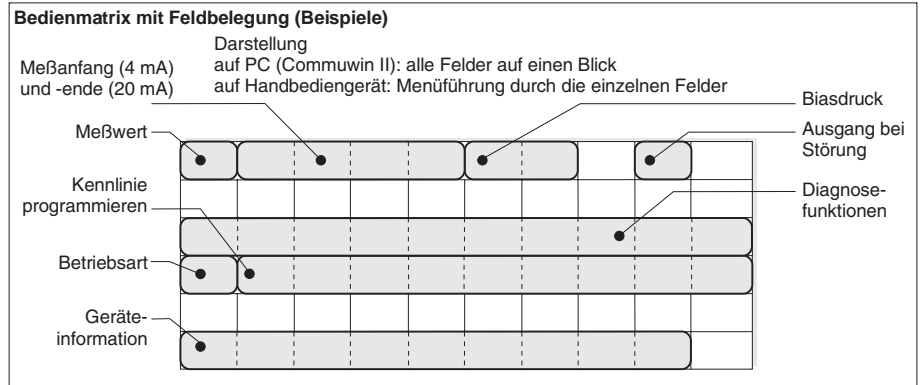 Bedienmatrix mit Feldbelegung (Beispiele)
Darstellung
auf PC (Commuwin II): alle Felder auf einen Blick
auf Handbediengerät: Menüführung durch die einzelnen Felder
Meßanfang (4 mA)
und -ende (20 mA)
Biasdruck
Meßwert
Ausgang bei
Störung
Kennlinie
programmieren
Diagnose-
funktionen
Betriebsart
Geräte-
information